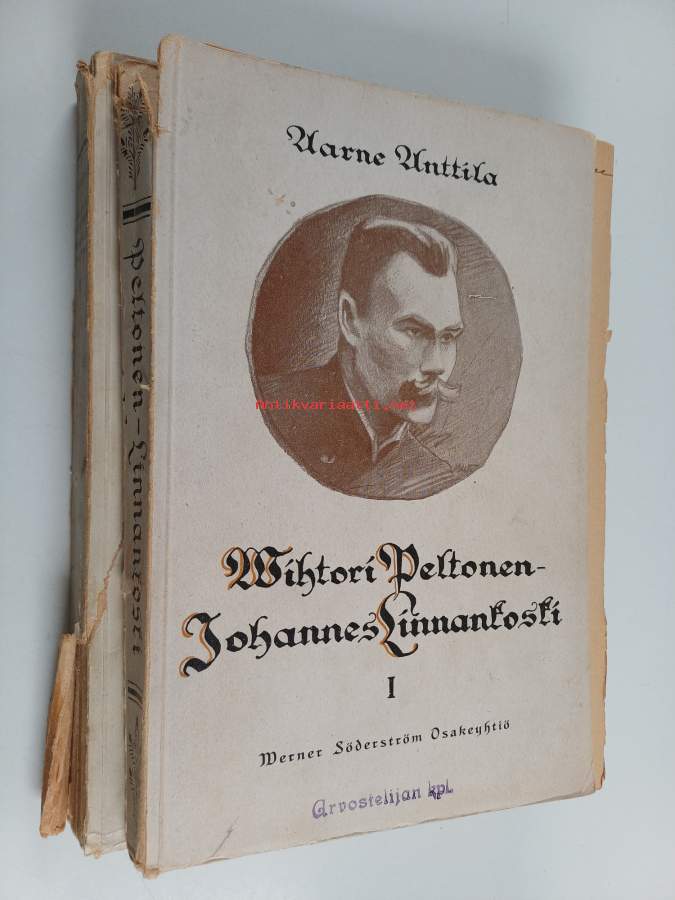 Aarne Anttila
Antikvariaatti.net
Wihtori Peltonen-
Johannes Linnankoski
I
Werner Söderström Osakeyhtiö
Arvostelijan kpl.
Peltonen-Linnankoski